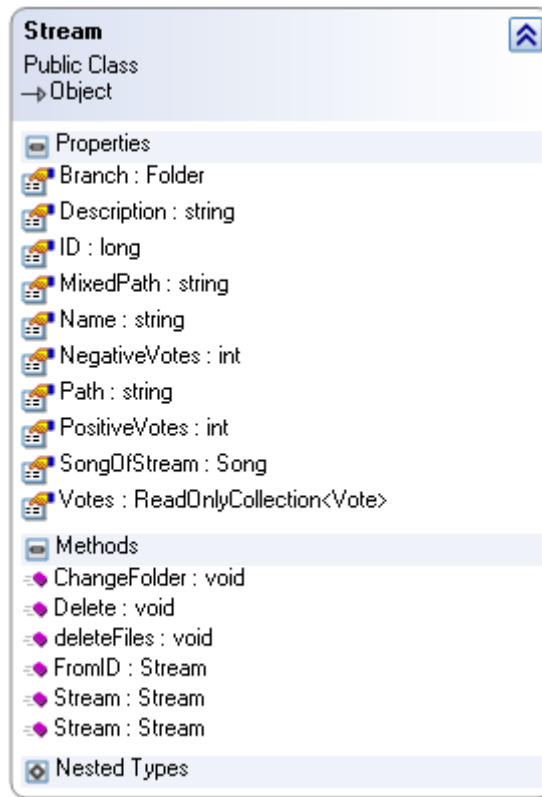 Stream
Public Class
Object
Properties
Branch : Folder
Description : string
ID : long
MixedPath : string
Name : string
NegativeVotes : int
Path : string
PositiveVotes : int
SongOfStream : Song
Votes : ReadOnlyCollection<Vote>
Methods
ChangeFolder : void
Delete : void
deleteFiles : void
FromID : Stream
Stream : Stream
Stream : Stream
Nested Types